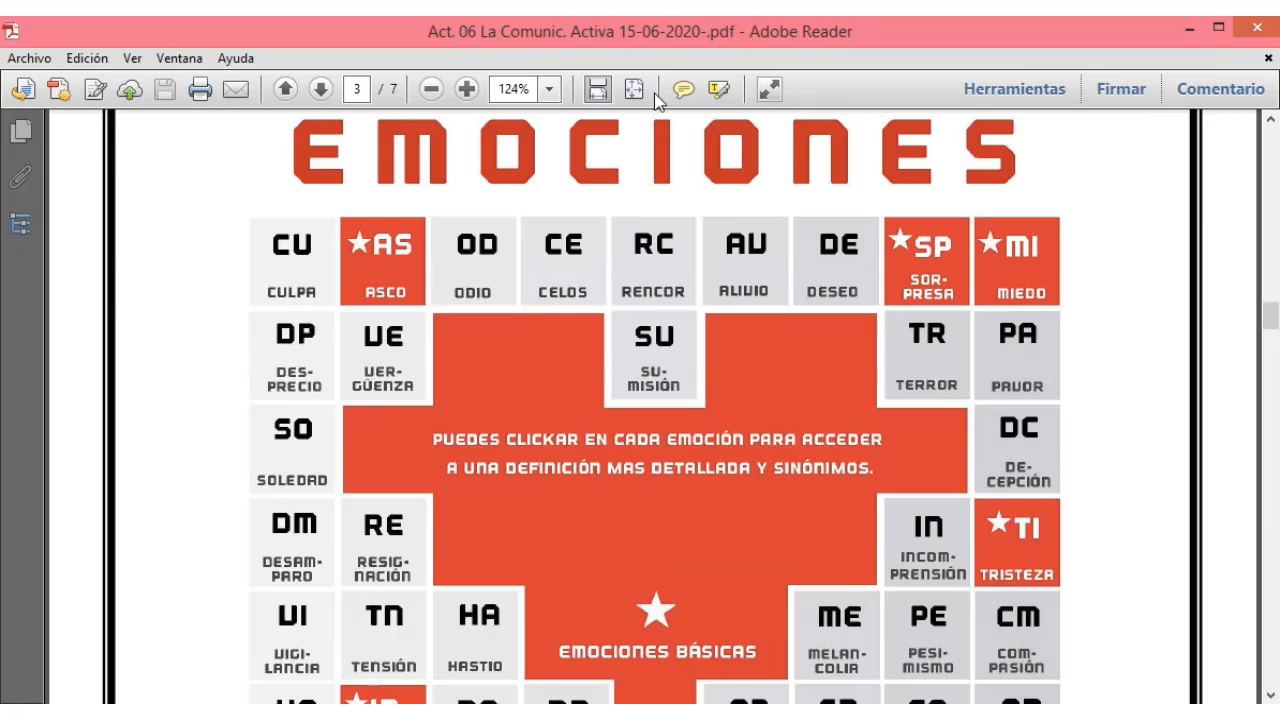 Act. 06 La Comunic. Activa 15-06-2020-.pdf - Adobe Reader
Archivo Edición Ver Ventana Ayuda
3 / 7 124% Herramientas Firmar Comentario
EMOCIONES
CU ★AS OD CE RC AU DE ★SP ★MI
CULPA ASCO ODIO CELOS RENCOR ALIVIO DESEO SOR-
PRESA MIEDO
DP VE SU TR PA
DES-
PRECIO VER-
GÜENZA SU-
MISIÓN TERROR PAVOR
SO DC
SOLEDAD DE-
CEPCIÓN
PUEDES CLICKAR EN CADA EMOCIÓN PARA ACCEDER
A UNA DEFINICIÓN MAS DETALLADA Y SINÓNIMOS.
DM RE IN ★TI
DESAM-
PARO RESIG-
NACIÓN INCOM-
PRENSIÓN TRISTEZA
VI TN HA ME PE CM
VIGI-
LANCIA TENSIÓN HASTIO MELAN-
COLIA PESI-
MISMO COM-
PASIÓN
★
EMOCIONES BÁSICAS